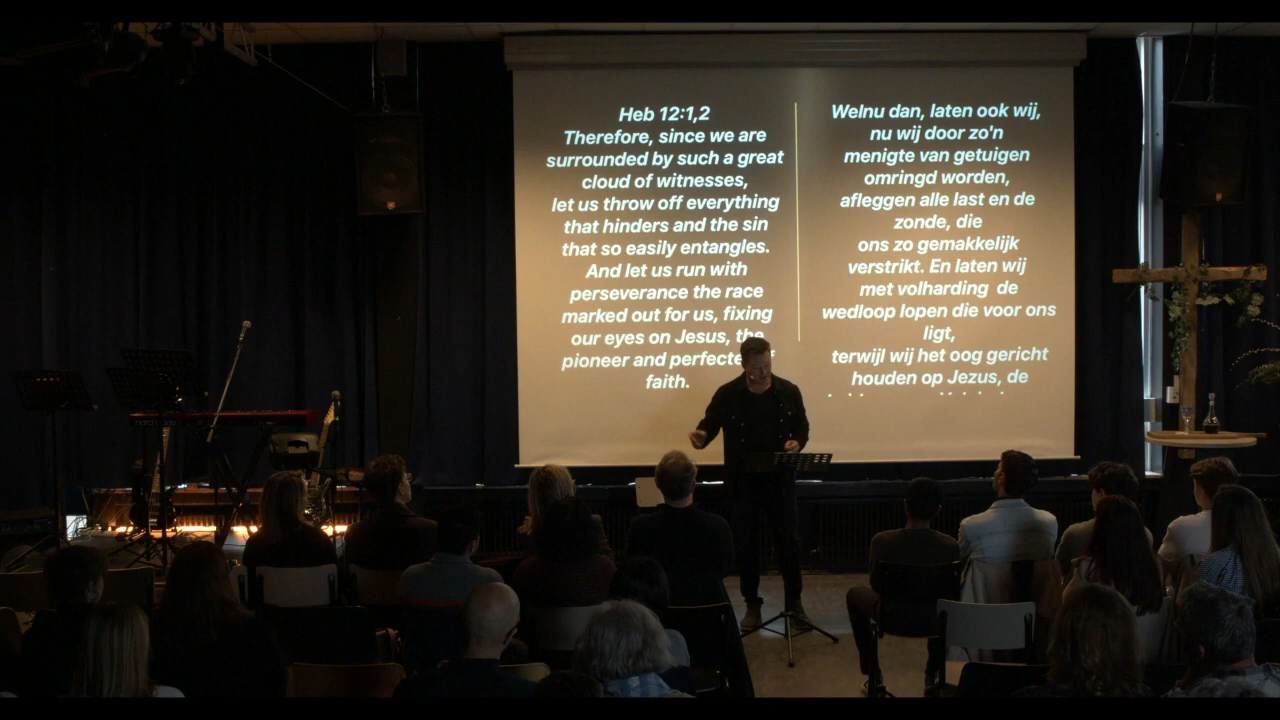 Heb 12:1,2
Therefore, since we are
surrounded by such a great
cloud of witnesses,
let us throw off everything
that hinders and the sin
that so easily entangles.
And let us run with
perseverance the race
marked out for us, fixing
our eyes on Jesus, the
pioneer and perfecter
faith.
Welnu dan, laten ook wij,
nu wij door zo'n
menigte van getuigen
omringd worden,
afleggen alle last en de
zonde, die
ons zo gemakkelijk
verstrikt. En laten wij
met volharding de
wedloop lopen die voor ons
ligt,
terwijl wij het oog gericht
houden op Jezus, de